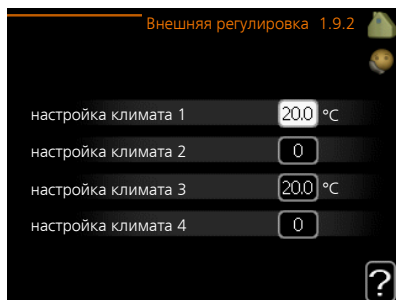 Внешняя регулировка 1.9.2
настройка климата 1 20.0 °C
настройка климата 2 0
настройка климата 3 20.0 °C
настройка климата 4 0
?